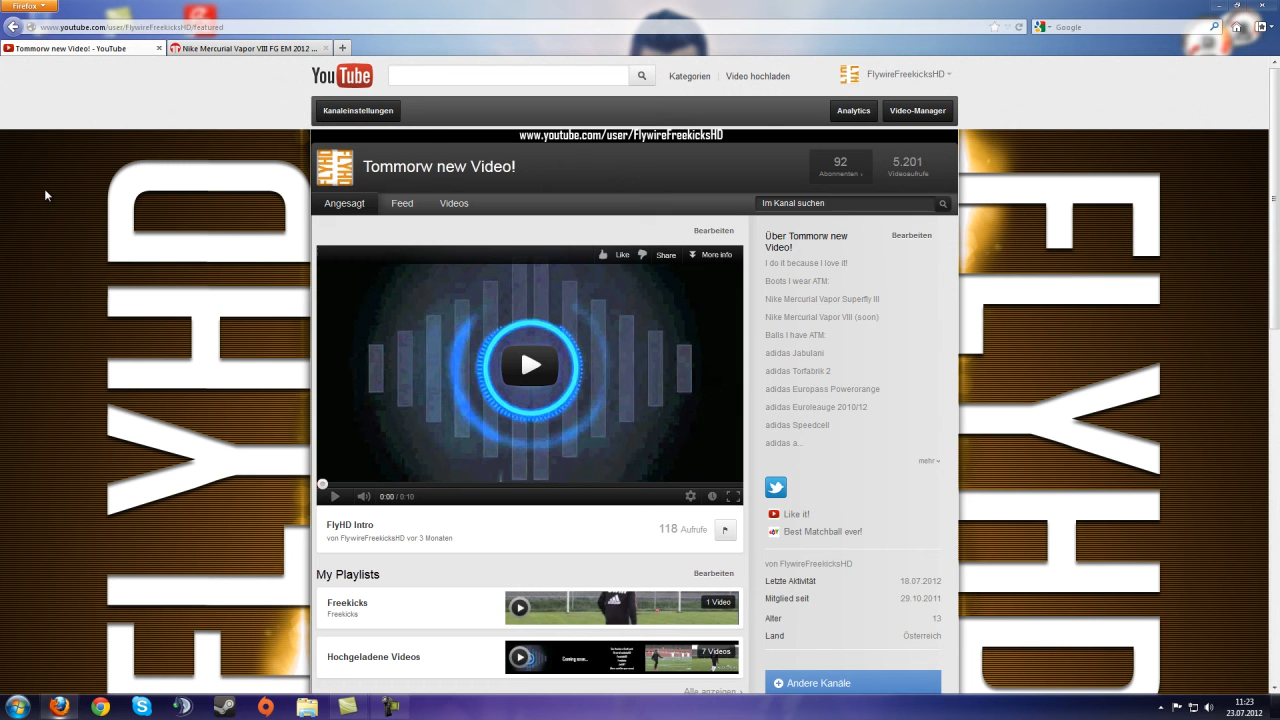 Firefox
www.youtube.com/user/FlywireFreekicksHD/featured
Google
Tommorw new Video! - YouTube
Nike Mercurial Vapor VIII FG EM 2012 ...
YouTube
Kategorien
Video hochladen
FlywireFreekicksHD
Kanaleinstellungen
Analytics
Video-Manager
www.youtube.com/user/FlywireFreekicksHD
FLYHD
FLYHD
Tommorw new Video!
92
Abonnenten
5.201
Videoaufrufe
Angesagt
Feed
Videos
Im Kanal suchen
Bearbeiten
Like
Share
More info
0:00 / 0:10
FlyHD Intro
von FlywireFreekicksHD vor 3 Monaten
118 Aufrufe
My Playlists
Bearbeiten
Freekicks
Freekicks
1 Video
Hochgeladene Videos
Coming now...
7 Videos
Alle anzeigen
Über Tommorw new
Video!
Bearbeiten
I do it because I love it!
Boots I wear ATM:
Nike Mercurial Vapor Superfly III
Nike Mercurial Vapor VIII (soon)
Balls I have ATM:
adidas Jabulani
adidas Torfabrik 2
adidas Europass Powerorange
adidas Euroleauge 2010/12
adidas Speedcell
adidas a...
mehr
Like it!
Best Matchball ever!
von FlywireFreekicksHD
Letzte Aktivität
18.07.2012
Mitglied seit
29.10.2011
Alter
13
Land
Österreich
Andere Kanäle
FLYHD
FLYHD
11:23
23.07.2012